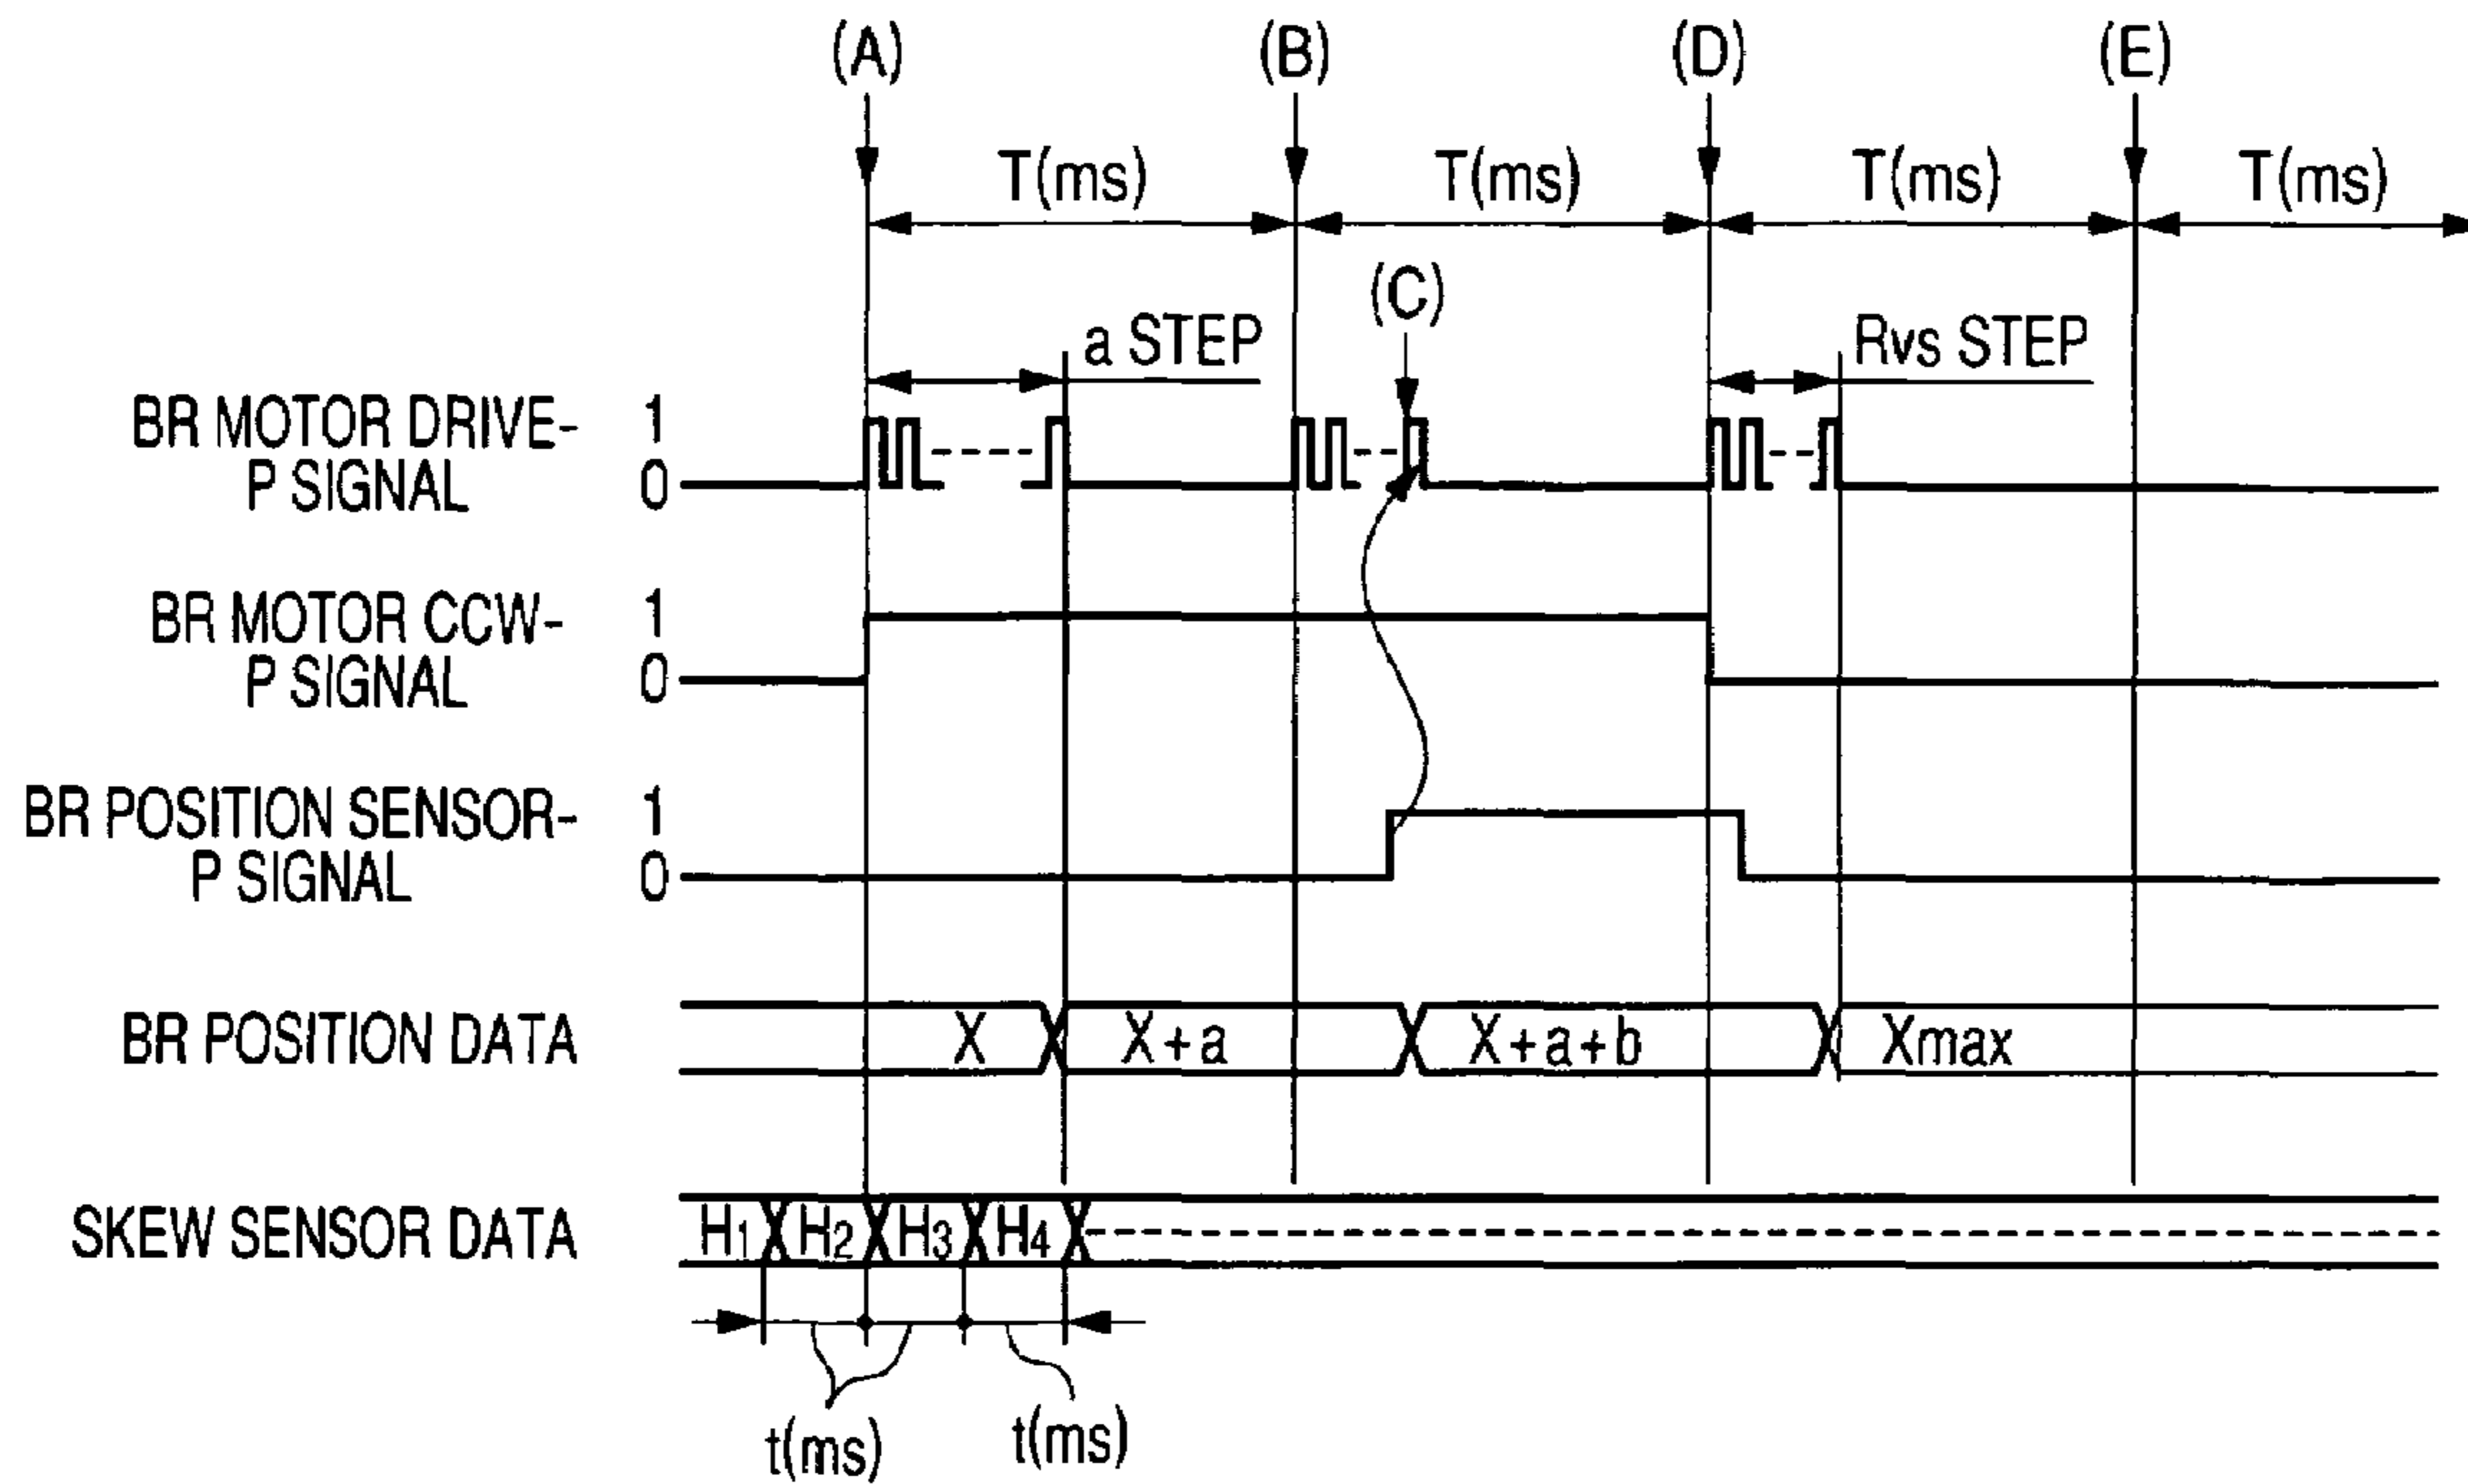 (A) (B) (D) (E)
T(ms) T(ms) T(ms) T(ms)
(C)
a STEP Rvs STEP
BR MOTOR DRIVE- 1
P SIGNAL 0
BR MOTOR CCW- 1
P SIGNAL 0
BR POSITION SENSOR- 1
P SIGNAL 0
BR POSITION DATA X X+a X+a+b Xmax
SKEW SENSOR DATA H1 H2 H3 H4
t(ms) t(ms)